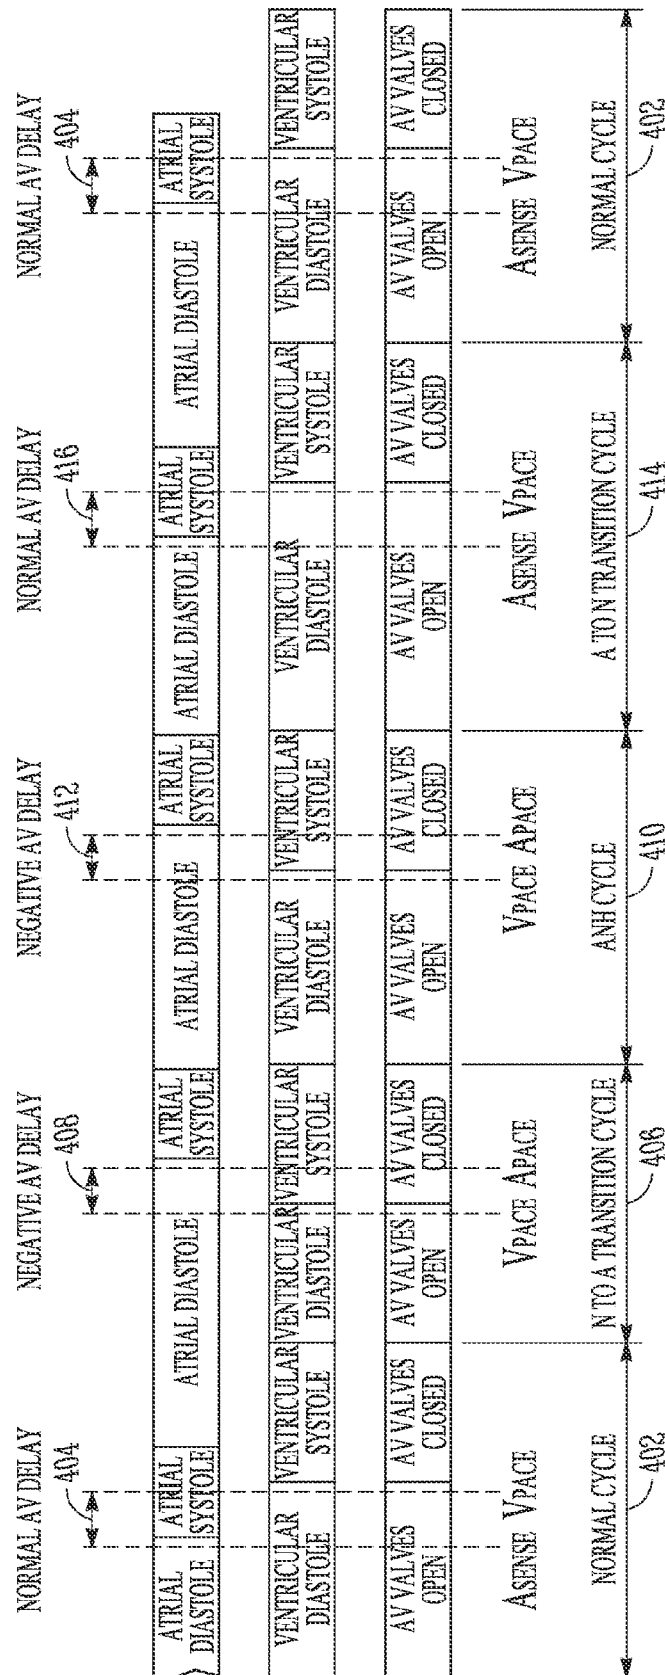 NORMAL AV DELAY
404
NEGATIVE AV DELAY
408
NEGATIVE AV DELAY
412
NORMAL AV DELAY
416
NORMAL AV DELAY
404
ATRIAL
DIASTOLE
ATRIAL
SYSTOLE
ATRIAL DIASTOLE
ATRIAL
SYSTOLE
ATRIAL DIASTOLE
ATRIAL
SYSTOLE
ATRIAL DIASTOLE
ATRIAL
SYSTOLE
ATRIAL DIASTOLE
ATRIAL
SYSTOLE
VENTRICULAR
DIASTOLE
VENTRICULAR
SYSTOLE
VENTRICULAR
DIASTOLE
VENTRICULAR
SYSTOLE
VENTRICULAR
DIASTOLE
VENTRICULAR
SYSTOLE
VENTRICULAR
DIASTOLE
VENTRICULAR
SYSTOLE
VENTRICULAR
DIASTOLE
VENTRICULAR
SYSTOLE
AV VALVES
OPEN
AV VALVES
CLOSED
AV VALVES
OPEN
AV VALVES
CLOSED
AV VALVES
OPEN
AV VALVES
CLOSED
AV VALVES
OPEN
AV VALVES
CLOSED
AV VALVES
OPEN
AV VALVES
CLOSED
ASENSE VPACE
VPACE APACE
VPACE APACE
ASENSE VPACE
ASENSE VPACE
NORMAL CYCLE
402
N TO A TRANSITION CYCLE
406
ANH CYCLE
410
A TO N TRANSITION CYCLE
414
NORMAL CYCLE
402